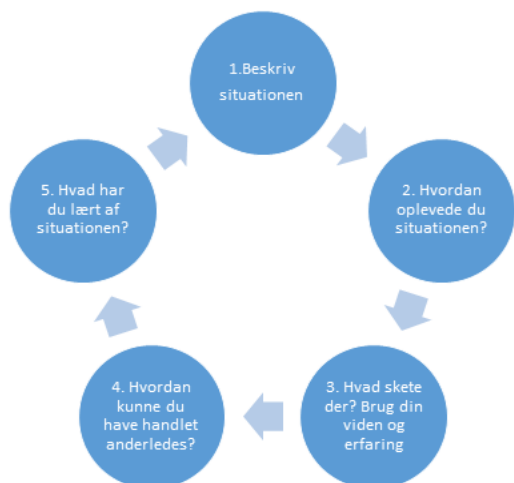 1.Beskriv
situationen
2. Hvordan
oplevede du
situationen?
3. Hvad skete
der? Brug din
viden og
erfaring
4. Hvordan
kunne du
have handlet
anderledes?
5. Hvad har
du lært af
situationen?